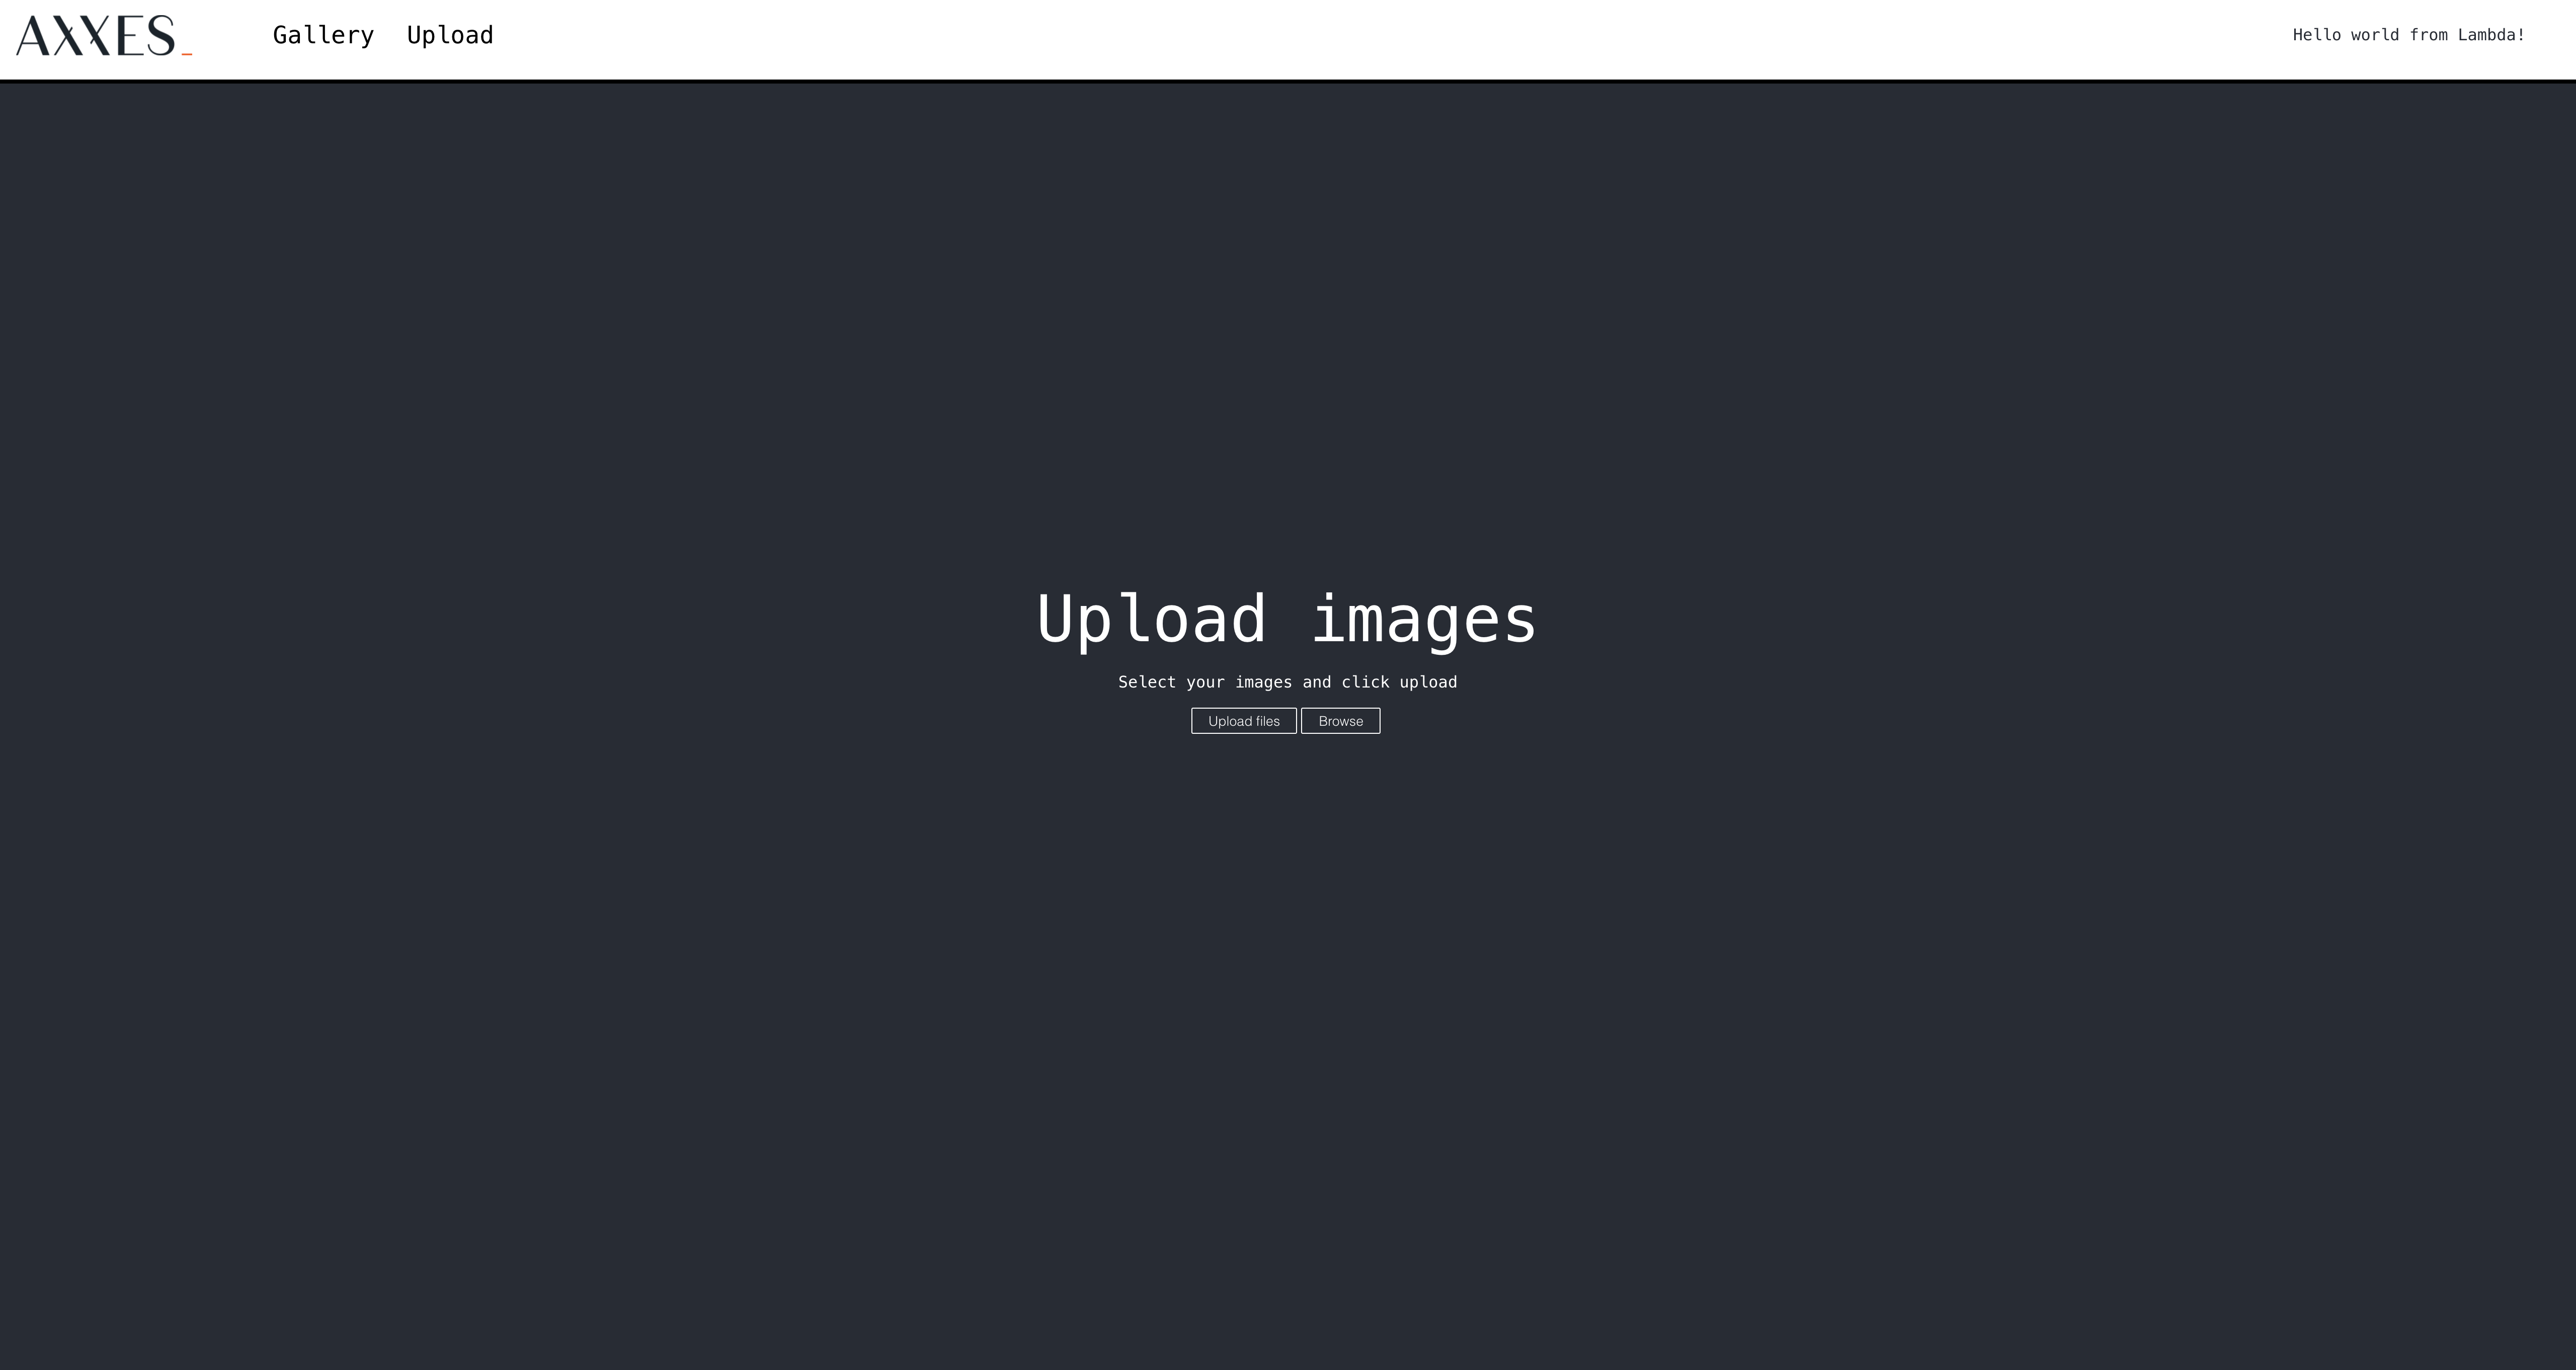 AXXES_
Gallery Upload
Hello world from Lambda!
Upload images
Select your images and click upload
Upload files Browse